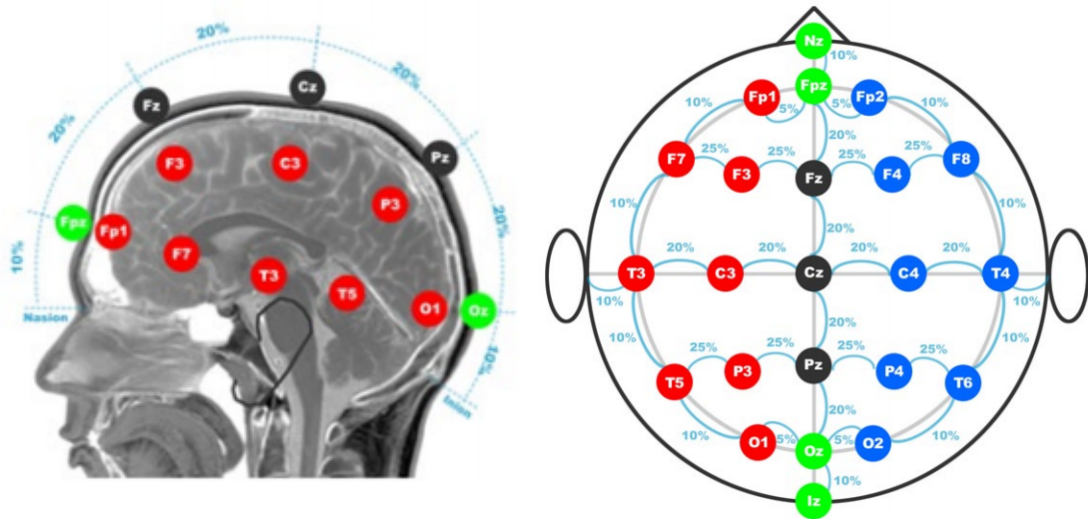 20%
Cz
20%
Fz
20%
F3
C3
Pz
P3
Fpz
Fp1
F7
T3
T5
20%
10%
O1
Oz
Nasion
10%
Inion
Nz
10%
Fp1
Fpz
Fp2
10%
5%
5%
10%
20%
F7
25%
F3
25%
Fz
25%
F4
25%
F8
10%
20%
10%
20%
20%
20%
20%
T3
C3
Cz
C4
T4
10%
10%
10%
20%
10%
25%
25%
25%
25%
T5
P3
Pz
P4
T6
20%
10%
O1
5%
Oz
5%
O2
10%
10%
Iz